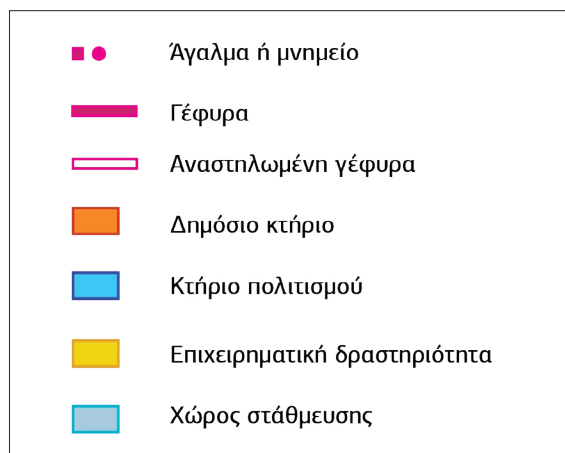 Άγαλμα ή μνημείο
Γέφυρα
Αναστηλωμένη γέφυρα
Δημόσιο κτήριο
Κτήριο πολιτισμού
Επιχειρηματική δραστηριότητα
Χώρος στάθμευσης